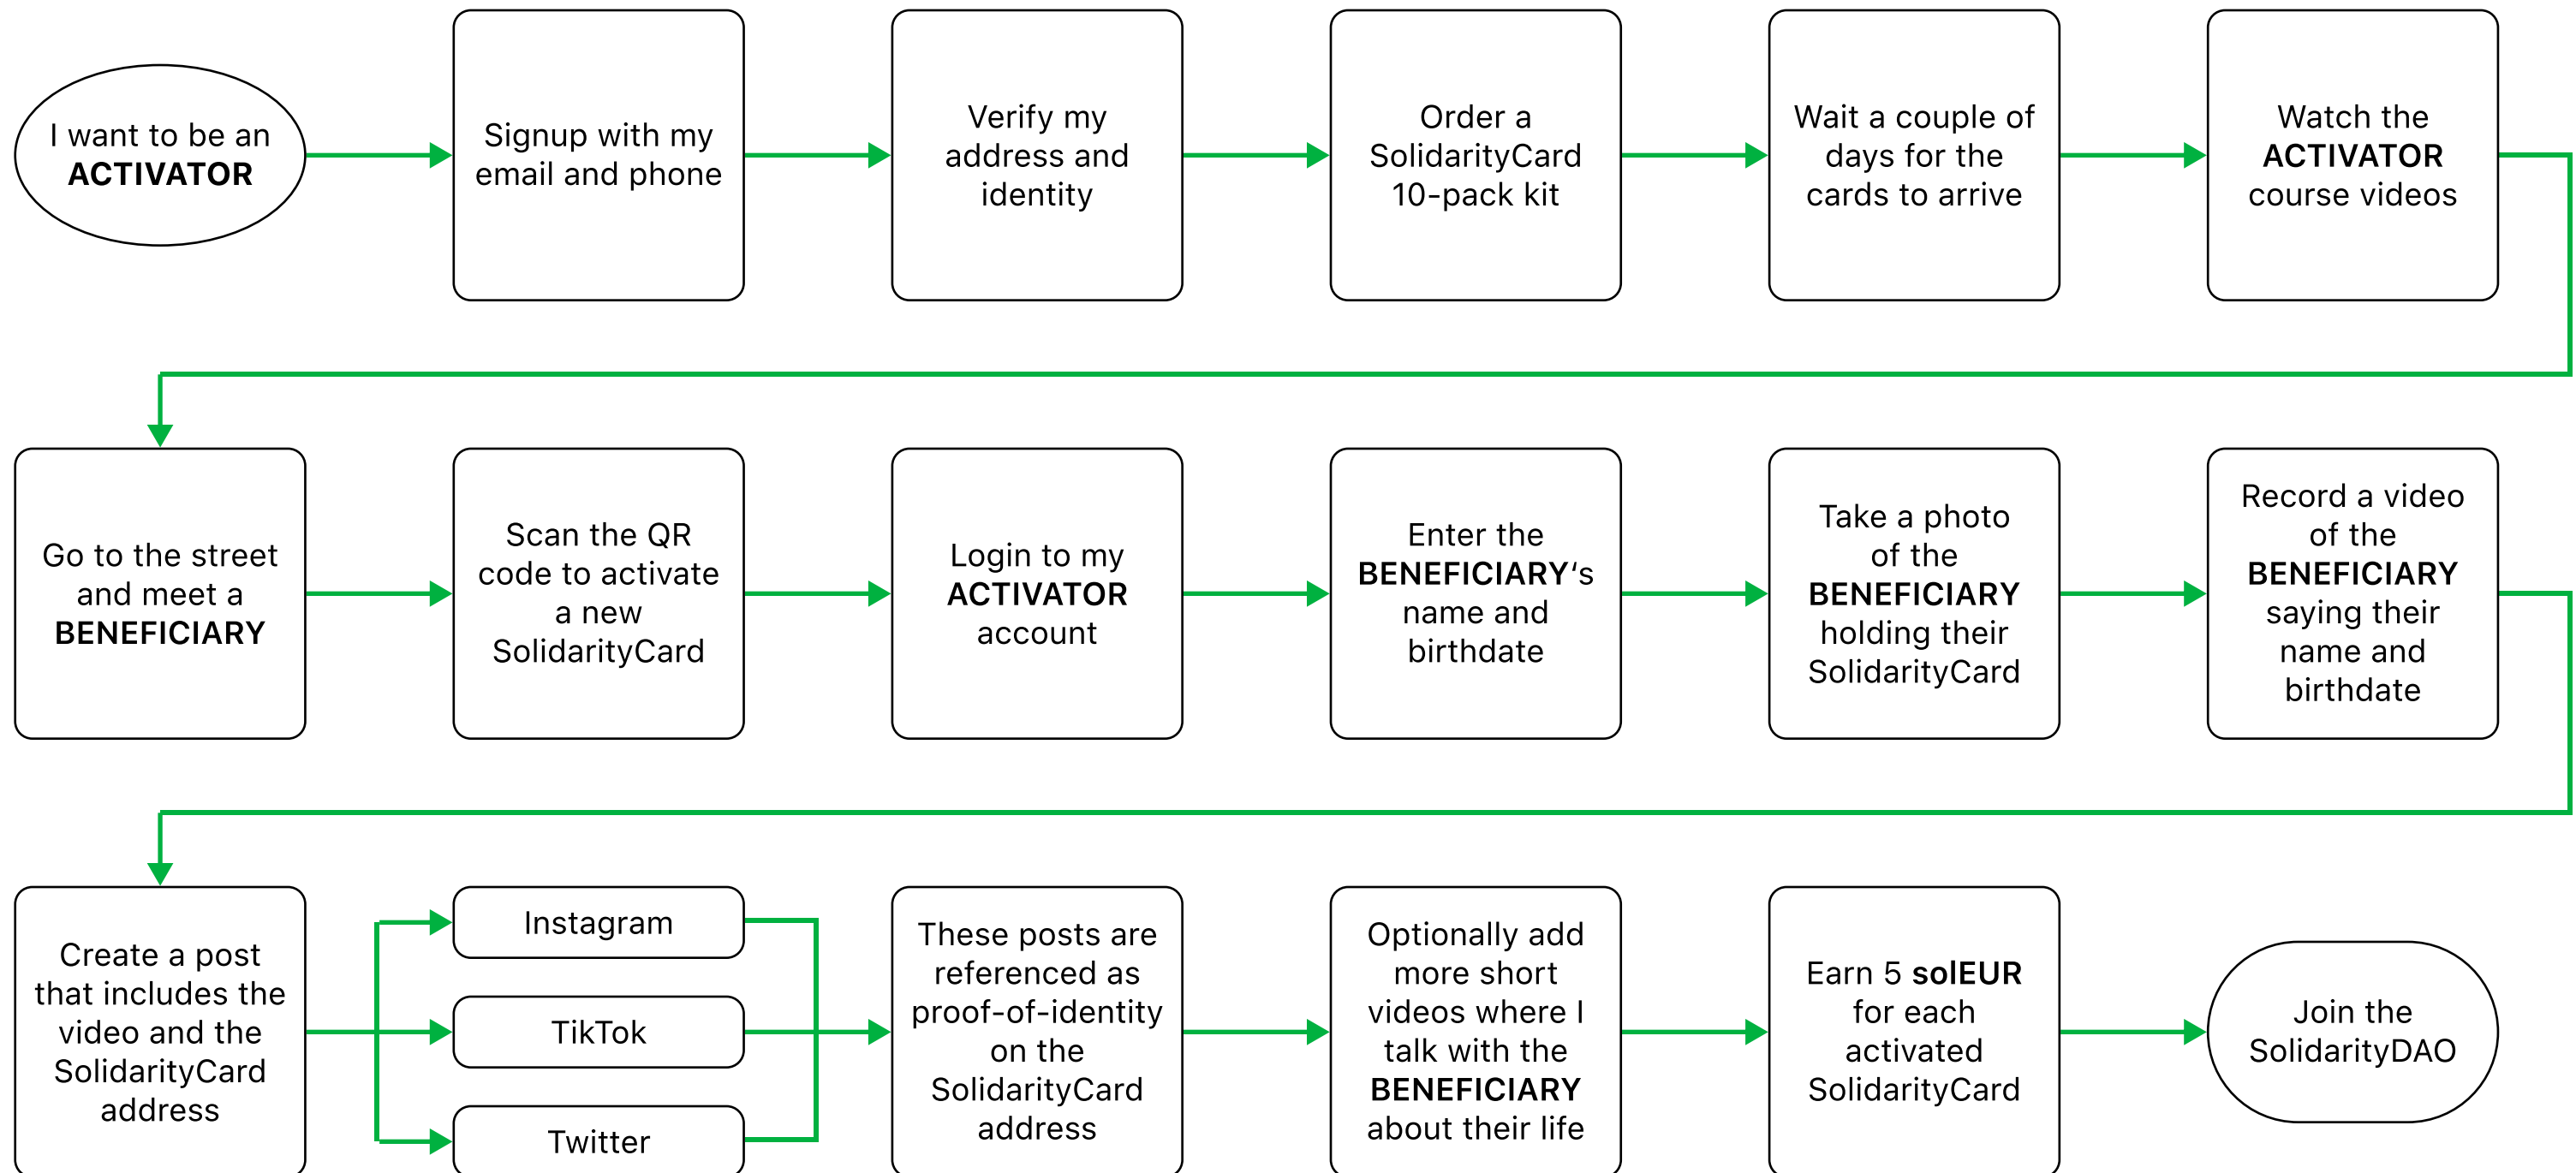 I want to be an
ACTIVATOR
Signup with my
email and phone
Verify my
address and
identity
Order a
SolidarityCard
10-pack kit
Wait a couple of
days for the
cards to arrive
Watch the
ACTIVATOR
course videos
Go to the street
and meet a
BENEFICIARY
Scan the QR
code to activate
a new
SolidarityCard
Login to my
ACTIVATOR
account
Enter the
BENEFICIARY‘s
name and
birthdate
Take a photo
of the
BENEFICIARY
holding their
SolidarityCard
Record a video
of the
BENEFICIARY
saying their
name and
birthdate
Create a post
that includes the
video and the
SolidarityCard
address
Instagram
TikTok
Twitter
These posts are
referenced as
proof-of-identity
on the
SolidarityCard
address
Optionally add
more short
videos where I
talk with the
BENEFICIARY
about their life
Earn 5 solEUR
for each
activated
SolidarityCard
Join the
SolidarityDAO